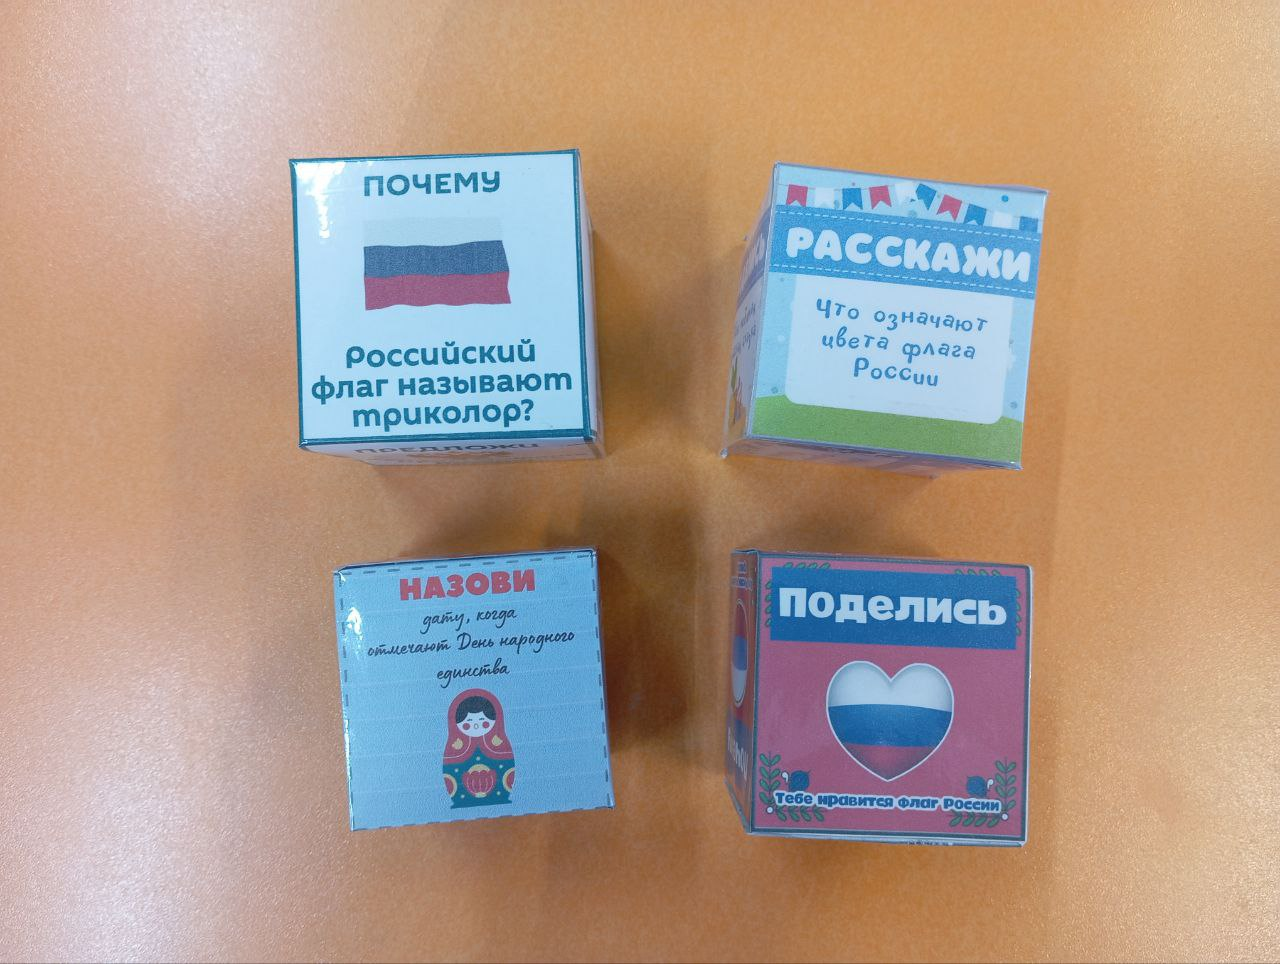 ПОЧЕМУ
Российский
флаг называют
триколор?
ПРЕДЛОЖИ
РАССКАЖИ
Что означают
цвета флага
России
НАЗОВИ
дату, когда
отмечают День народного
единства
Поделись
Тебе нравится флаг России